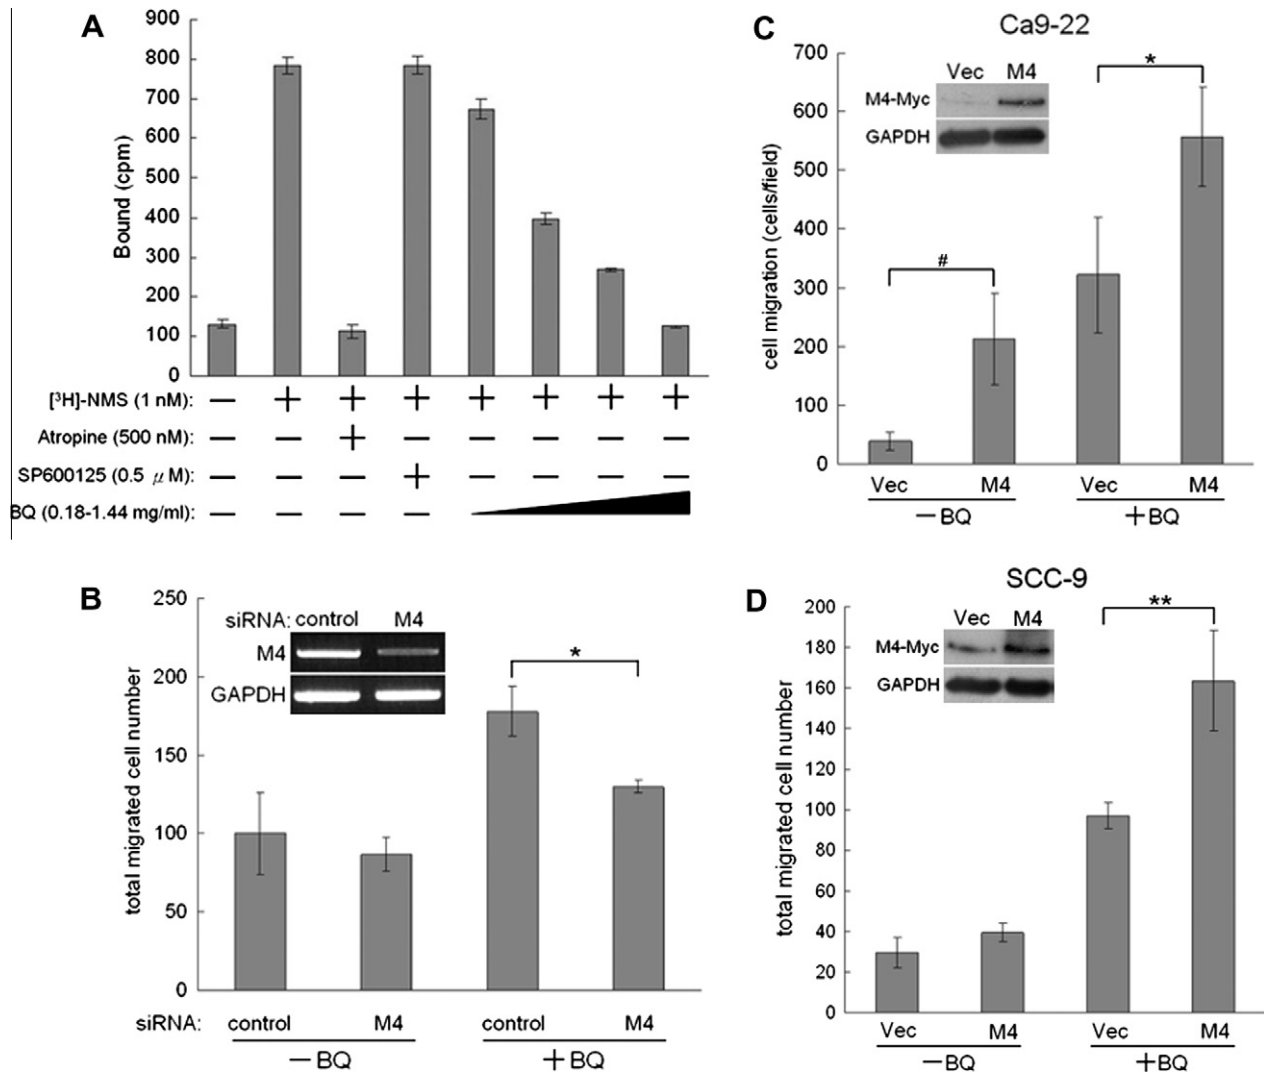 A
900
800
700
600
500
400
300
200
100
0
Bound (cpm)
[³H]-NMS (1 nM): — + + + + + + +
Atropine (500 nM): — — + — — — — —
SP600125 (0.5 μM): — — — + — — — —
BQ (0.18-1.44 mg/ml): — — — —
B
250
200
150
100
50
0
total migrated cell number
siRNA: control M4
M4
GAPDH
*
siRNA: control M4 control M4
—BQ +BQ
C
Ca9-22
700
600
500
400
300
200
100
0
cell migration (cells/field)
Vec M4
M4-Myc
GAPDH
#
*
Vec M4 Vec M4
—BQ +BQ
D
SCC-9
200
180
160
140
120
100
80
60
40
20
0
total migrated cell number
Vec M4
M4-Myc
GAPDH
**
Vec M4 Vec M4
—BQ +BQ